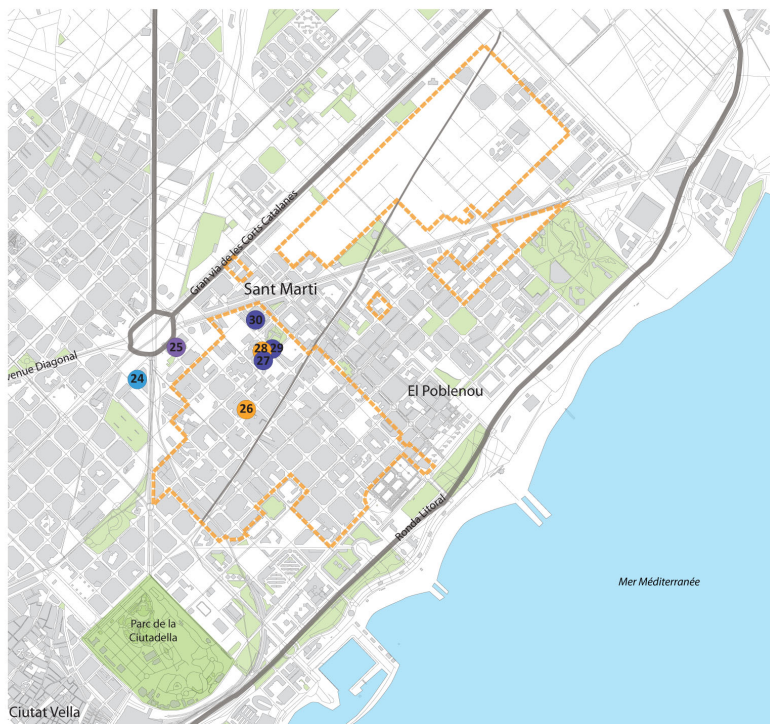 Gran via de les Corts Catalanes
Sant Marti
30
25
28
29
27
venue Diagonal
24
El Poblenou
26
Ronda Litoral
Mer Méditerranée
Parc de la
Ciutadella
Ciutat Vella